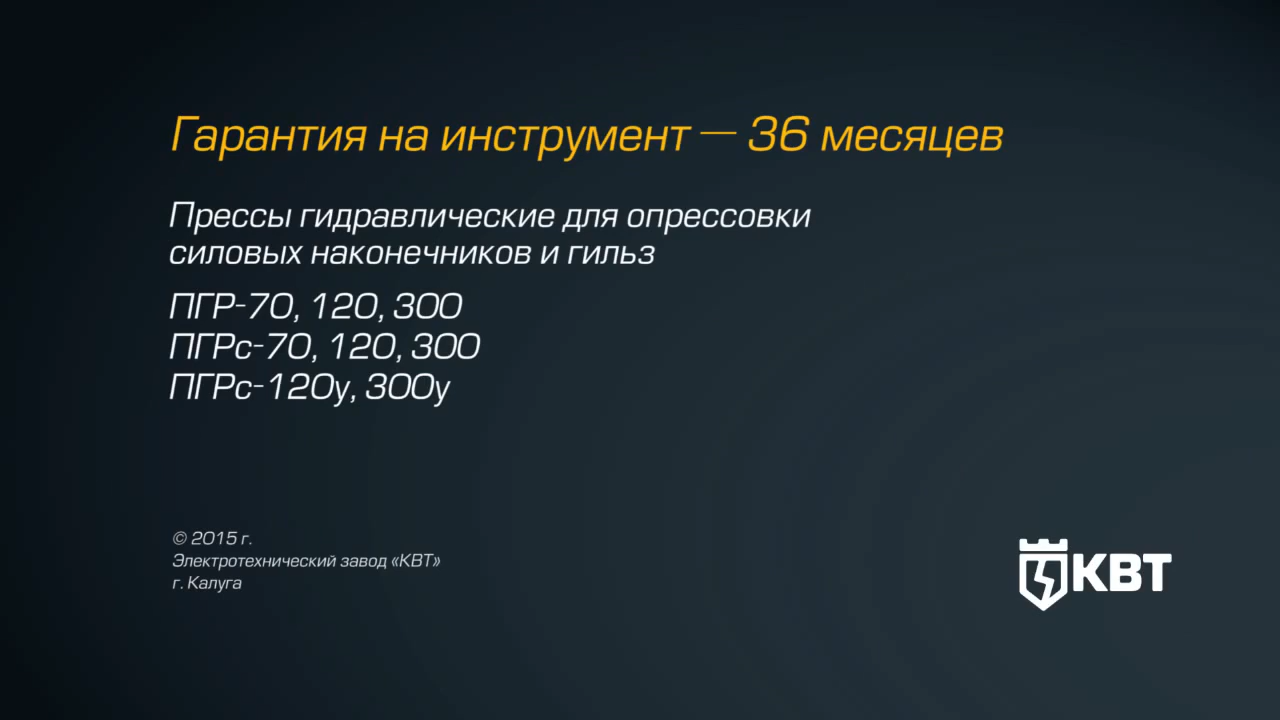 Гарантия на инструмент — 36 месяцев
Прессы гидравлические для опрессовки
силовых наконечников и гильз
ПГР-70, 120, 300
ПГРс-70, 120, 300
ПГРс-120у, 300у
© 2015 г.
Электротехнический завод «КВТ»
г. Калуга
КВТ